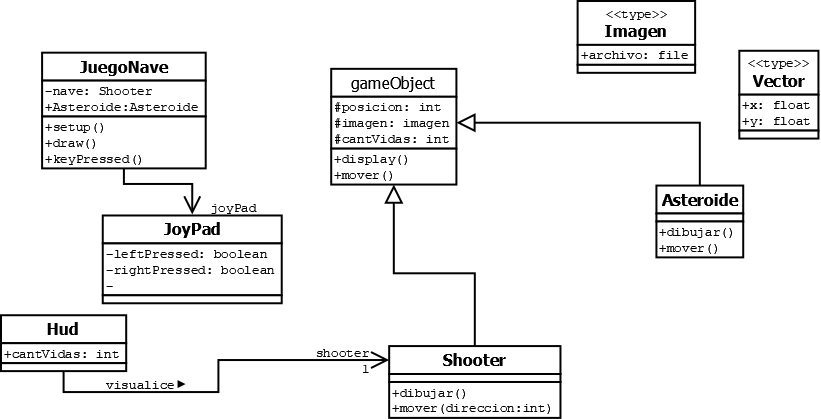 <<type>>
Imagen
+archivo: file
JuegoNave
-nave: Shooter
+Asteroide:Asteroide
+setup()
+draw()
+keyPressed()
gameObject
#posicion: int
#imagen: imagen
#cantVidas: int
+display()
+mover()
<<type>>
Vector
+x: float
+y: float
joyPad
JoyPad
-leftPressed: boolean
-rightPressed: boolean
-
Asteroide
+dibujar()
+mover()
Hud
+cantVidas: int
visualice
shooter
1
Shooter
+dibujar()
+mover(direccion:int)